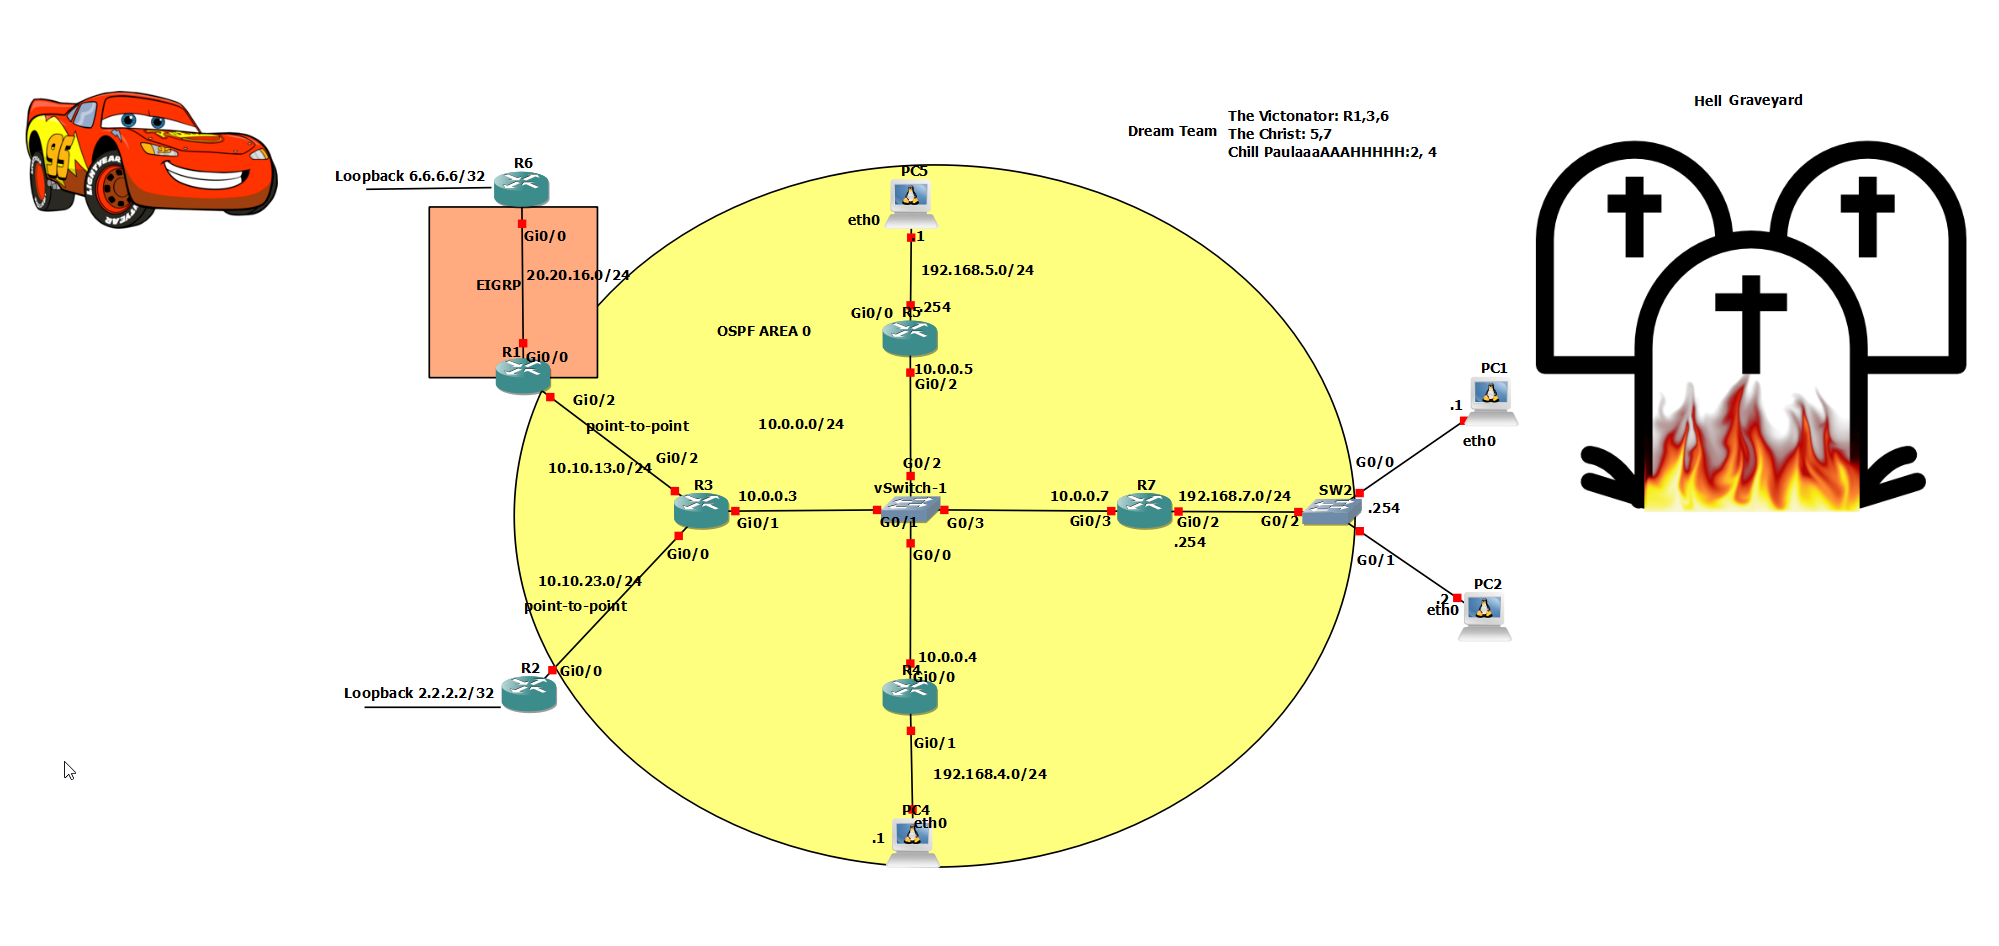 Hell Graveyard
Dream Team
The Victonator: R1,3,6
The Christ: 5,7
Chill PaulaaaAAAHHHHH:2, 4
95
R6
Loopback 6.6.6.6/32
Gi0/0
20.20.16.0/24
EIGRP
R1
Gi0/0
Gi0/2
point-to-point
10.10.13.0/24
Gi0/2
OSPF AREA 0
10.0.0.0/24
PC5
eth0
.1
192.168.5.0/24
Gi0/0
R5
.254
10.0.0.5
Gi0/2
G0/2
vSwitch-1
G0/1
G0/3
G0/0
R3
10.0.0.3
Gi0/1
Gi0/0
10.10.23.0/24
point-to-point
R2
Gi0/0
Loopback 2.2.2.2/32
10.0.0.7
R7
192.168.7.0/24
Gi0/3
Gi0/2
.254
SW2
G0/2
.254
G0/0
G0/1
PC1
.1
eth0
PC2
.2
eth0
10.0.0.4
R4
Gi0/0
Gi0/1
192.168.4.0/24
PC4
eth0
.1